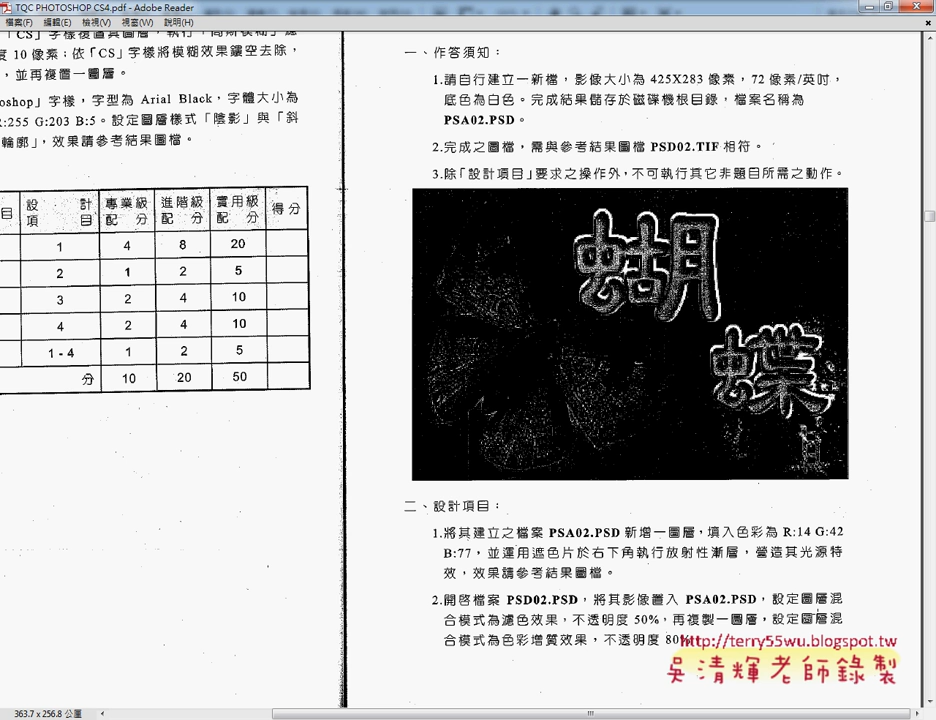 TQC PHOTOSHOP CS4.pdf - Adobe Reader
檔案(F) 編輯(E) 檢視(V) 視窗(W) 說明(H)
「CS」字樣複製其圖層，執行「高斯模糊」濾
度 10 像素；依「CS」字樣將模糊效果鏤空去除，
，並再複Copy一圖層。
oshop」字樣，字型為 Arial Black，字體大小為
R:255 G:203 B:5。設定圖層樣式「陰影」與「斜
輪廓」，效果請參考結果圖檔。
目 設計項目 專業級配分 進階級配分 實用級配分 得分
1 4 8 20
2 1 2 5
3 2 4 10
4 2 4 10
1 - 4 1 2 5
分 10 20 50
一、作答須知：
1.請自行建立一新檔，影像大小為 425X283 像素，72 像素/英吋，
底色為白色。完成結果儲存於磁碟機根目錄，檔案名稱為
PSA02.PSD。
2.完成之圖檔，需與參考結果圖檔 PSD02.TIF 相符。
3.除「設計項目」要求之操作外，不可執行其它非題目所需之動作。
蝴
蝶
二、設計項目：
1.將其建立之檔案 PSA02.PSD 新增一圖層，填入色彩為 R:14 G:42
B:77，並運用遮色片於右下角執行放射性漸層，營造其光源特
效，效果請參考結果圖檔。
2.開啓檔案 PSD02.PSD，將其影像置入 PSA02.PSD，設定圖層混
合模式為濾色效果，不透明度 50%，再複製一圖層，設定圖層混
合模式為色彩增質效果，不透明度 80%
http://terry55wu.blogspot.tw
吳清輝老師錄製
363.7 x 256.8 公釐